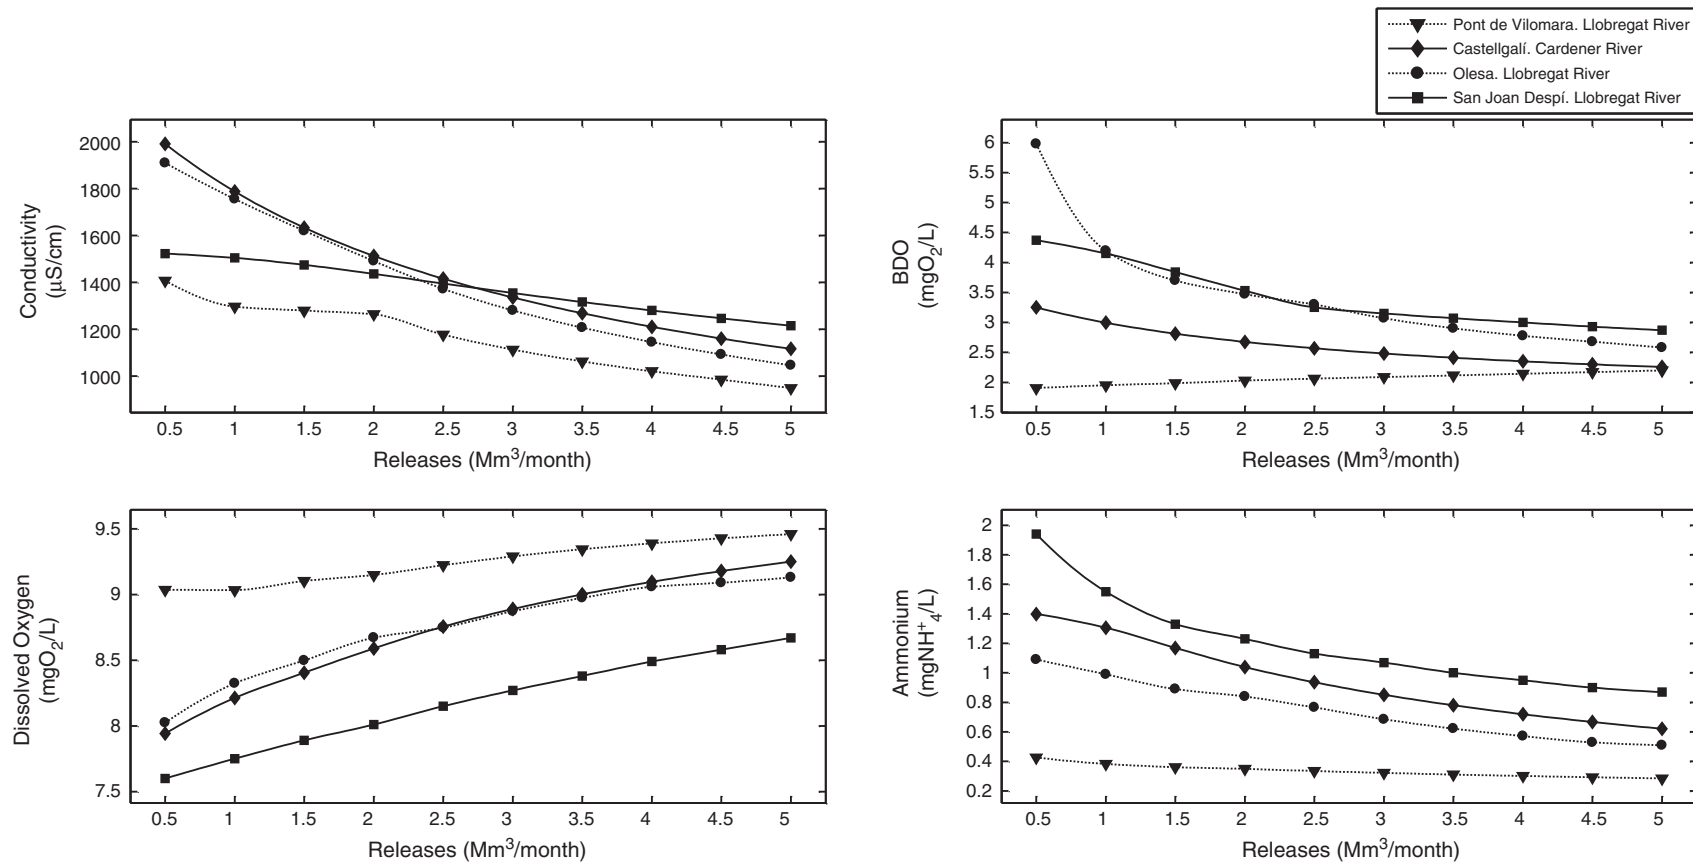 Pont de Vilomara. Llobregat River
Castellgalí. Cardener River
Olesa. Llobregat River
San Joan Despí. Llobregat River
Conductivity
(μS/cm)
2000
1800
1600
1400
1200
1000
0.5 1 1.5 2 2.5 3 3.5 4 4.5 5
Releases (Mm³/month)
BDO
(mgO₂/L)
6
5.5
5
4.5
4
3.5
3
2.5
2
1.5
0.5 1 1.5 2 2.5 3 3.5 4 4.5 5
Releases (Mm³/month)
Dissolved Oxygen
(mgO₂/L)
9.5
9
8.5
8
7.5
0.5 1 1.5 2 2.5 3 3.5 4 4.5 5
Releases (Mm³/month)
Ammonium
(mgNH⁺₄/L)
2
1.8
1.6
1.4
1.2
1
0.8
0.6
0.4
0.2
0.5 1 1.5 2 2.5 3 3.5 4 4.5 5
Releases (Mm³/month)